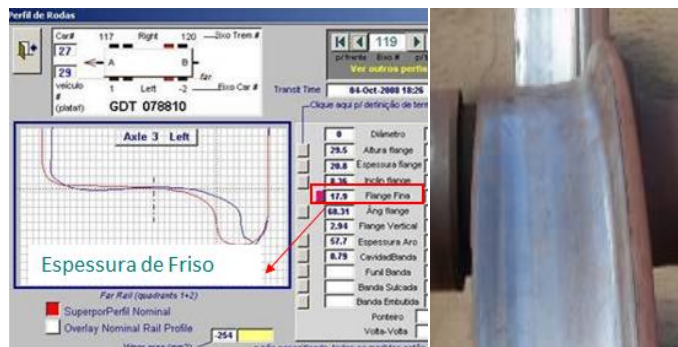 Perfil de Rodas
Car#
117 Right 120
Eixo Trem #
27
A B
29
far
veículo
#
(plataf)
1 Left -2
Eixo Car #
GDT 078810
119
p/frente Eixo #
Ver outros perfis
Transit Time 04-Oct-2008 18:26
Clique aqui p/ definição de
Axle 3 Left
0 Diâmetro
29.5 Altura flange
20.8 Espessura flange
8.36 Inclin flange
17.9 Flange Fina
68.31 Âng flange
2.94 Flange Vertical
57.7 Espessura Aro
0.79 CavidadBanda
Funil Banda
Banda Sulcada
Banda Embutida
Ponteiro
Volta-Volta
Espessura de Friso
Far Rail (quadrants 1+2)
SuperporPerfil Nominal
Overlay Nominal Rail Profile
-254